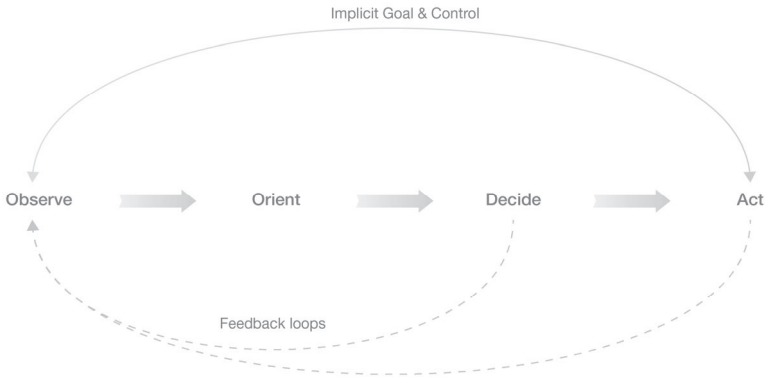 Implicit Goal & Control
Observe Orient Decide Act
Feedback loops